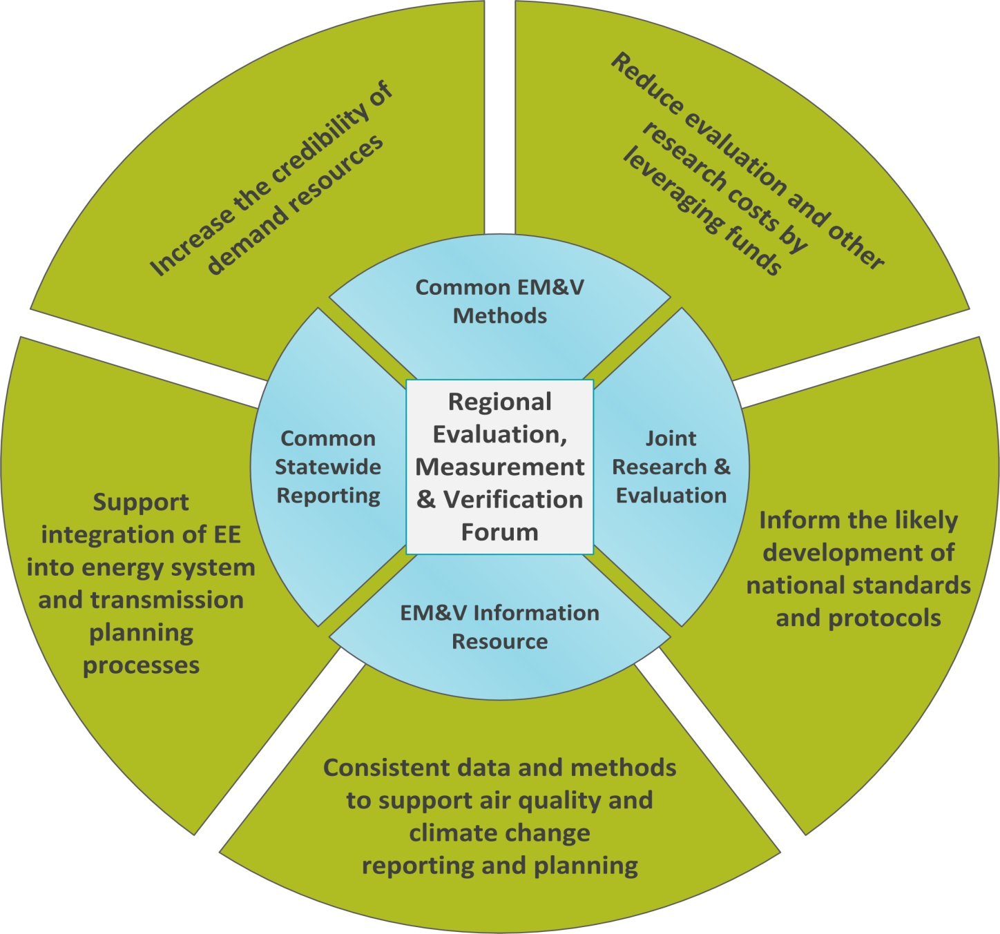 Increase the credibility of
demand resources
Reduce evaluation and other
research costs by
leveraging funds
Common EM&V
Methods
Common
Statewide
Reporting
Regional
Evaluation,
Measurement
& Verification
Forum
Joint
Research &
Evaluation
EM&V Information
Resource
Support
integration of EE
into energy system
and transmission
planning
processes
Inform the likely
development of
national standards
and protocols
Consistent data and methods
to support air quality and
climate change
reporting and planning